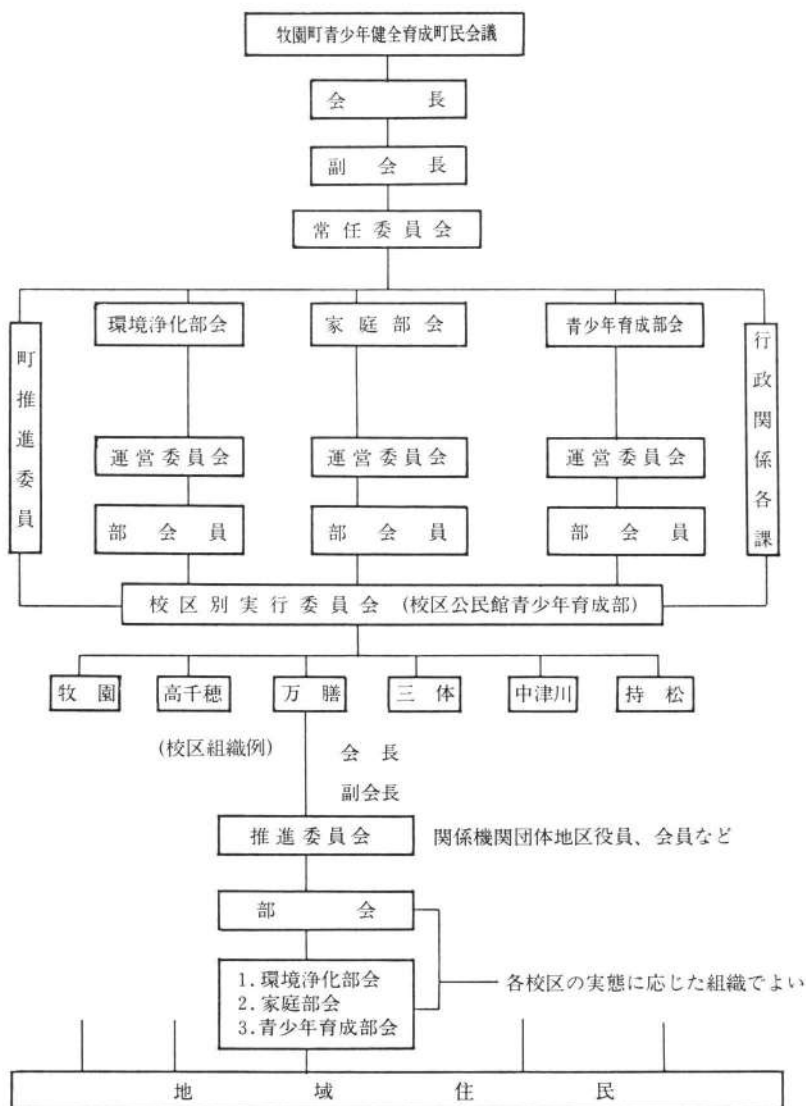 牧園町青少年健全育成町民会議
会長
副会長
常任委員会
町推進委員
環境浄化部会
家庭部会
青少年育成部会
行政関係各課
運営委員会
運営委員会
運営委員会
部会員
部会員
部会員
校区別実行委員会 (校区公民館青少年育成部)
牧園
高千穂
万膳
三体
中津川
持松
(校区組織例)
会長
副会長
推進委員会
関係機関団体地区役員、会員など
部会
1.環境浄化部会
2.家庭部会
3.青少年育成部会
各校区の実態に応じた組織でよい
地域住民